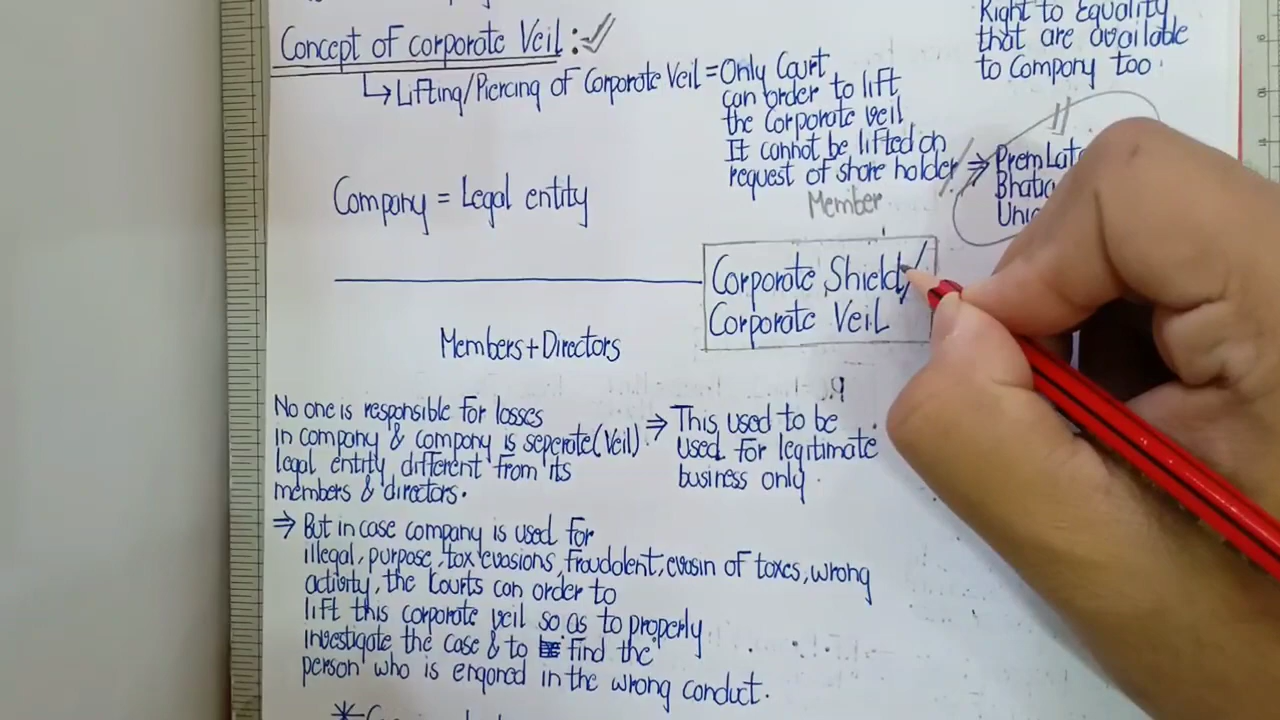 Concept of corporate Veil :-
↳ Lifting/Piercing of Corporate Veil = Only Court
can order to lift
the corporate veil
It cannot be lifted on
request of share holder
Member
Right to Equality
that are available
to Company too.
⇒ Prem Lat
Bhatia
Company = Legal entity
Corporate Shield/
Corporate Veil
Members + Directors
No one is responsible for losses
in company & company is seperate (Veil)
legal entity different from its
members & directors.
⇒ This used to be
used for legitimate
business only.
⇒ But in case company is used for
illegal, purpose, tax evasions, fraudolent, evasin of taxes, wrong
activity, the Courts can order to
lift this corporate veil so as to properly
investigate the case & to find the
person who is engared in the wrong conduct.